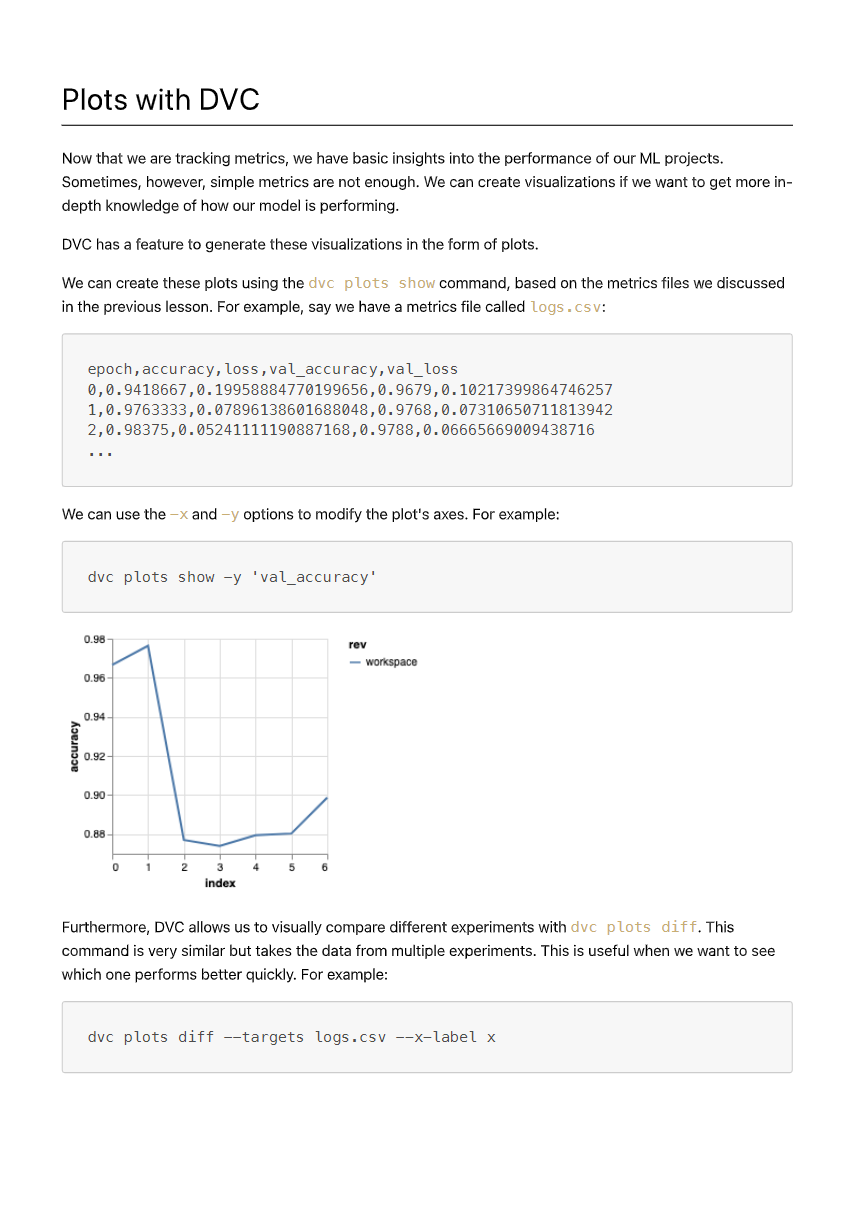 Plots with DVC
Now that we are tracking metrics, we have basic insights into the performance of our ML projects.
Sometimes, however, simple metrics are not enough. We can create visualizations if we want to get more in-
depth knowledge of how our model is performing.
DVC has a feature to generate these visualizations in the form of plots.
We can create these plots using the dvc plots show command, based on the metrics files we discussed
in the previous lesson. For example, say we have a metrics file called logs.csv:
epoch,accuracy,loss,val_accuracy,val_loss
0,0.9418667,0.19958884770199656,0.9679,0.10217399864746257
1,0.9763333,0.07896138601688048,0.9768,0.07310650711813942
2,0.98375,0.05241111190887168,0.9788,0.06665669009438716
...
We can use the -x and -y options to modify the plot's axes. For example:
dvc plots show -y 'val_accuracy'
0.98
0.96
0.94
0.92
0.90
0.88
accuracy
0 1 2 3 4 5 6
index
rev
workspace
Furthermore, DVC allows us to visually compare different experiments with dvc plots diff. This
command is very similar but takes the data from multiple experiments. This is useful when we want to see
which one performs better quickly. For example:
dvc plots diff --targets logs.csv --x-label x